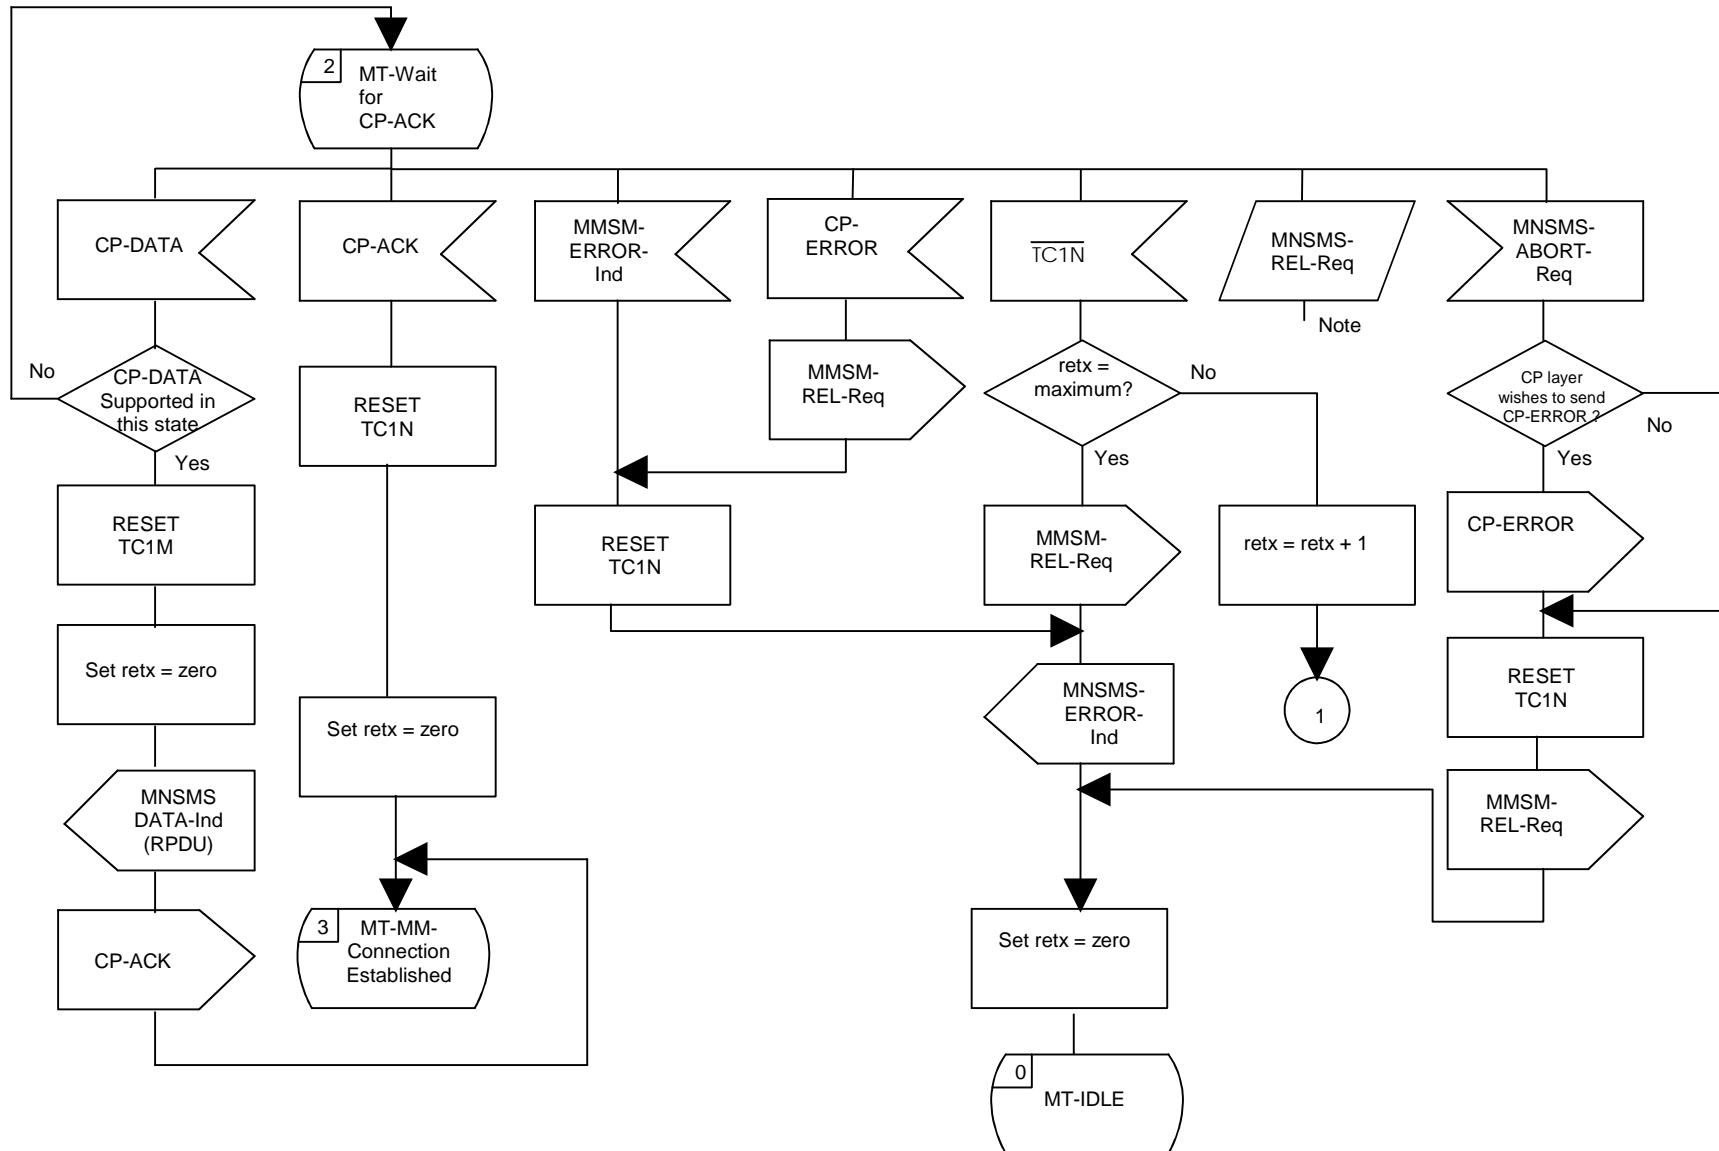 2
MT-Wait
for
CP-ACK
CP-DATA
CP-ACK
MMSM-
ERROR-
Ind
CP-
ERROR
TC1N
MNSMS-
REL-Req
MNSMS-
ABORT-
Req
Note
No
CP-DATA
Supported in
this state
Yes
RESET
TC1N
MMSM-
REL-Req
retx =
maximum?
No
Yes
CP layer
wishes to send
CP-ERROR ?
No
Yes
RESET
TC1M
RESET
TC1N
MMSM-
REL-Req
retx = retx + 1
CP-ERROR
Set retx = zero
Set retx = zero
MNSMS-
ERROR-
Ind
1
RESET
TC1N
MNSMS
DATA-Ind
(RPDU)
MMSM-
REL-Req
CP-ACK
3
MT-MM-
Connection
Established
Set retx = zero
0
MT-IDLE